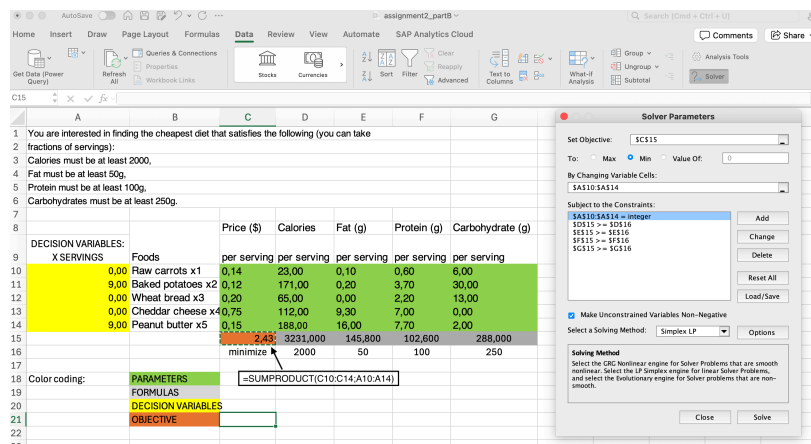 AutoSave
assignment2_partB
Search (Cmd + Ctrl + U)
Home Insert Draw Page Layout Formulas Data Review View Automate SAP Analytics Cloud
Comments Share
Get Data (Power Query)
Refresh All
Queries & Connections
Properties
Workbook Links
Stocks
Currencies
Sort
Filter
Clear
Reapply
Advanced
Text to Columns
What-if Analysis
Group
Ungroup
Subtotal
Analysis Tools
Solver
C15 fx
A B C D E F G
1 You are interested in finding the cheapest diet that satisfies the following (you can take
2 fractions of servings):
3 Calories must be at least 2000,
4 Fat must be at least 50g,
5 Protein must be at least 100g,
6 Carbohydrates must be at least 250g.
7
8 Price ($) Calories Fat (g) Protein (g) Carbohydrate (g)
DECISION VARIABLES:
9 X SERVINGS Foods per serving per serving per serving per serving per serving
10 0,00 Raw carrots x1 0,14 23,00 0,10 0,60 6,00
11 9,00 Baked potatoes x2 0,12 171,00 0,20 3,70 30,00
12 0,00 Wheat bread x3 0,20 65,00 0,00 2,20 13,00
13 0,00 Cheddar cheese x4 0,75 112,00 9,30 7,00 0,00
14 9,00 Peanut butter x5 0,15 188,00 16,00 7,70 2,00
15 2,43 3231,000 145,800 102,600 288,000
16 minimize 2000 50 100 250
17
18 Color coding: PARAMETERS =SUMPRODUCT(C10:C14;A10:A14)
19 FORMULAS
20 DECISION VARIABLES
21 OBJECTIVE
22
Solver Parameters
Set Objective: $C$15
To: Max Min Value Of: 0
By Changing Variable Cells:
$A$10:$A$14
Subject to the Constraints:
$A$10:$A$14 = integer
$D$15 >= $D$16
$E$15 >= $E$16
$F$15 >= $F$16
$G$15 >= $G$16
Add
Change
Delete
Reset All
Load/Save
Make Unconstrained Variables Non-Negative
Select a Solving Method: Simplex LP Options
Solving Method
Select the GRG Nonlinear engine for Solver Problems that are smooth
nonlinear. Select the LP Simplex engine for linear Solver Problems,
and select the Evolutionary engine for Solver problems that are non-
smooth.
Close Solve